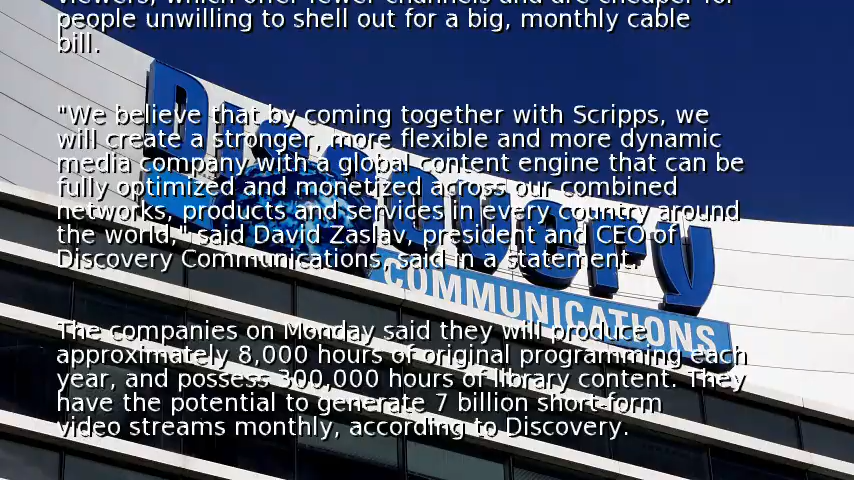 viewers, which offer fewer channels and are cheaper for
people unwilling to shell out for a big, monthly cable
bill.
"We believe that by coming together with Scripps, we
will create a stronger, more flexible and more dynamic
media company with a global content engine that can be
fully optimized and monetized across our combined
networks, products and services in every country around
the world," said David Zaslav, president and CEO of
Discovery Communications, said in a statement.
The companies on Monday said they will produce
approximately 8,000 hours of original programming each
year, and possess 300,000 hours of library content. They
have the potential to generate 7 billion short-form
video streams monthly, according to Discovery.
Discovery
COMMUNICATIONS